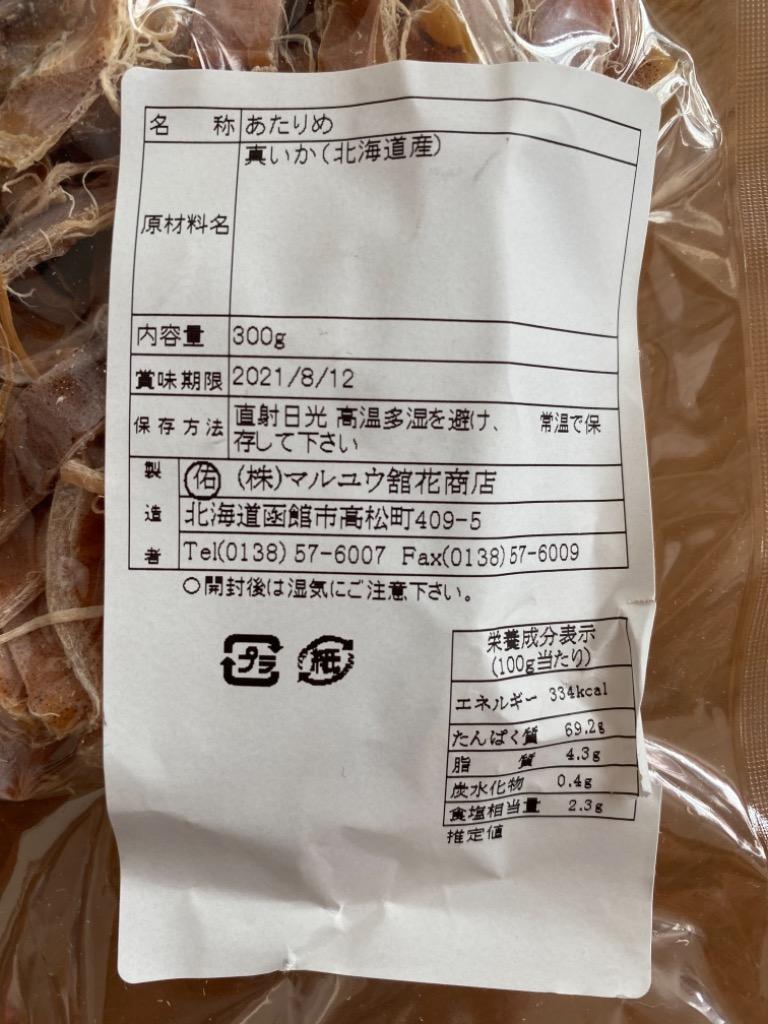 名　称 あたりめ
原材料名 真いか(北海道産)
内容量 300g
賞味期限 2021/8/12
保存方法 直射日光 高温多湿を避け、 常温で保
存して下さい
製造者 佑 (株)マルユウ舘花商店
北海道函館市高松町409-5
Tel(0138)57-6007 Fax(0138)57-6009
○開封後は湿気にご注意下さい。
プラ 紙
栄養成分表示
(100g当たり)
エネルギー 334kcal
たんぱく質 69.2g
脂　質 4.3g
炭水化物 0.4g
食塩相当量 2.3g
推定値